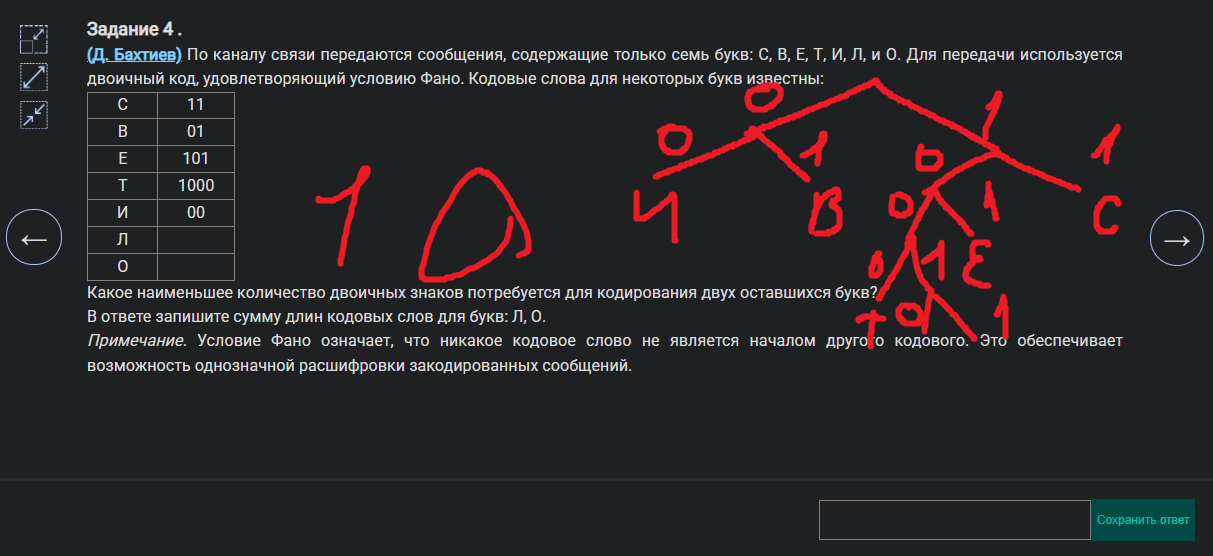 Задание 4 .
(Д. Бахтиев) По каналу связи передаются сообщения, содержащие только семь букв: С, В, Е, Т, И, Л, и О. Для передачи используется
двоичный код, удовлетворяющий условию Фано. Кодовые слова для некоторых букв известны:
С 11
В 01
Е 101
Т 1000
И 00
Л
О
0 1
0 1 0 1
И В 0 1 С
0 1 Е
Т 0 1
1
Какое наименьшее количество двоичных знаков потребуется для кодирования двух оставшихся букв?
В ответе запишите сумму длин кодовых слов для букв: Л, О.
Примечание. Условие Фано означает, что никакое кодовое слово не является началом другого кодового. Это обеспечивает
возможность однозначной расшифровки закодированных сообщений.
←
→
Сохранить ответ